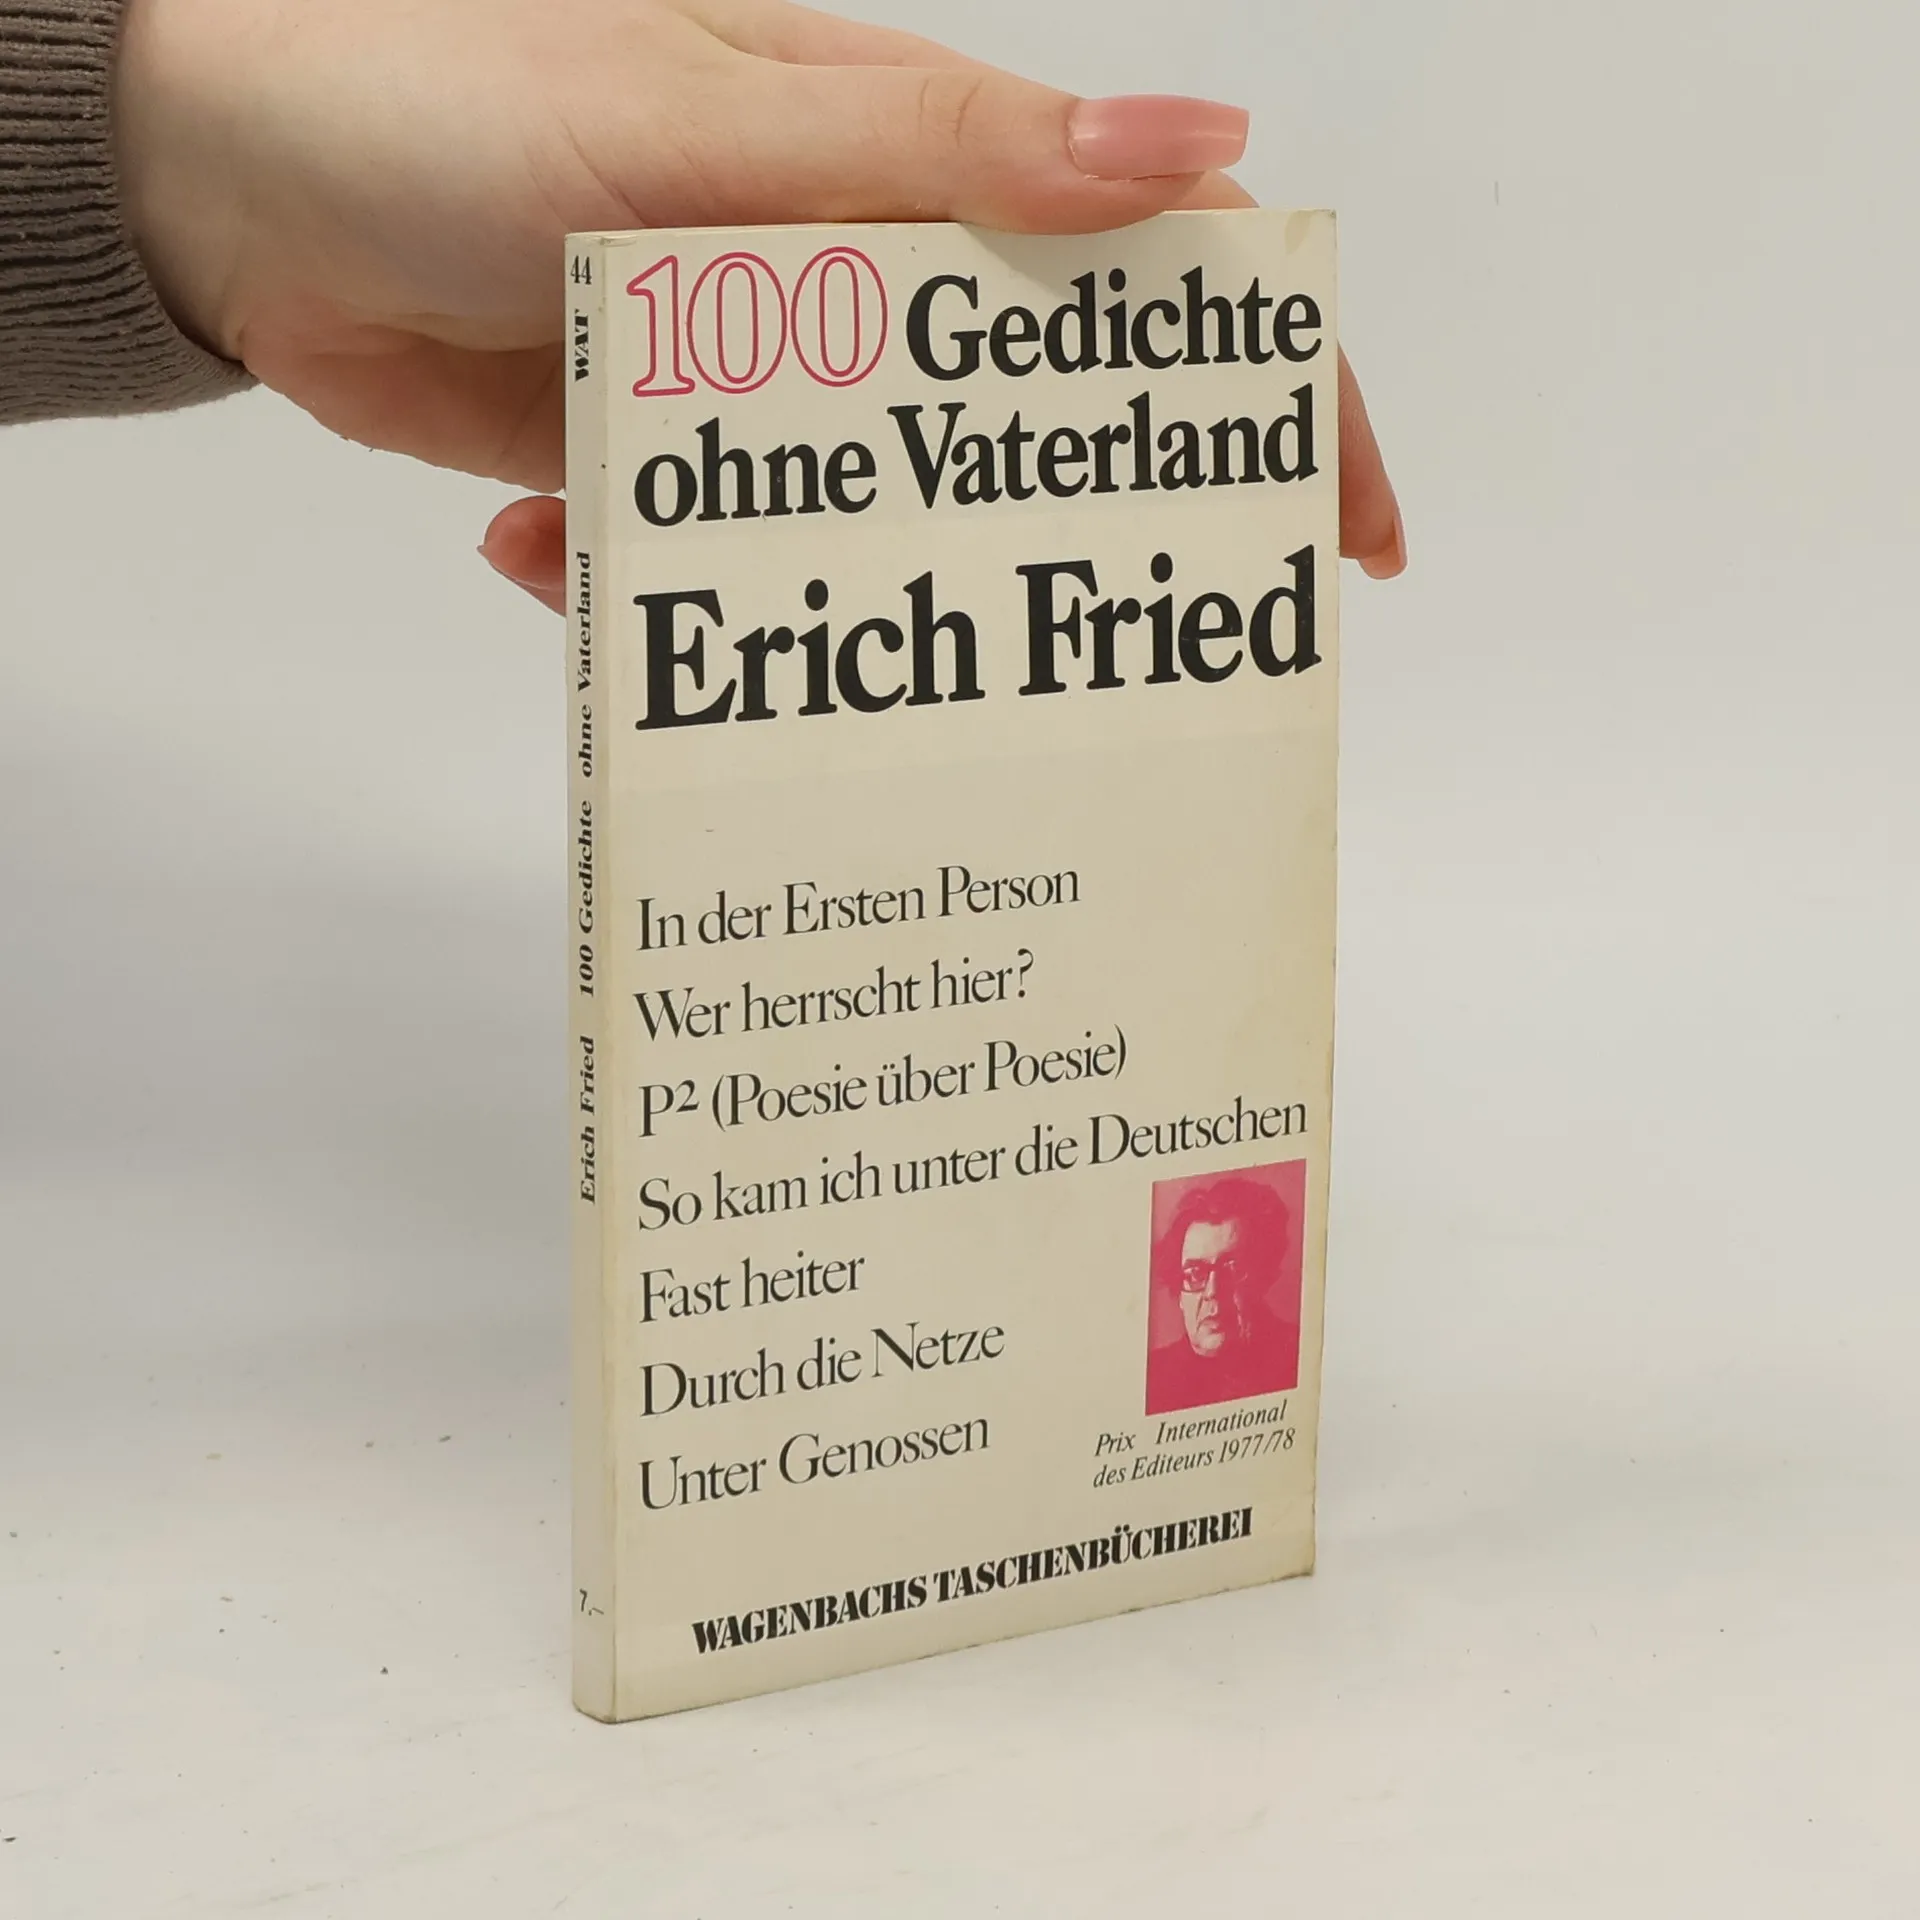 44 WAT
Erich Fried 100 Gedichte ohne Vaterland
7.–
100 Gedichte
ohne Vaterland
Erich Fried
In der Ersten Person
Wer herrscht hier?
P² (Poesie über Poesie)
So kam ich unter die Deutschen
Fast heiter
Durch die Netze
Unter Genossen
Prix International
des Editeurs 1977/78
WAGENBACHS TASCHENBÜCHEREI